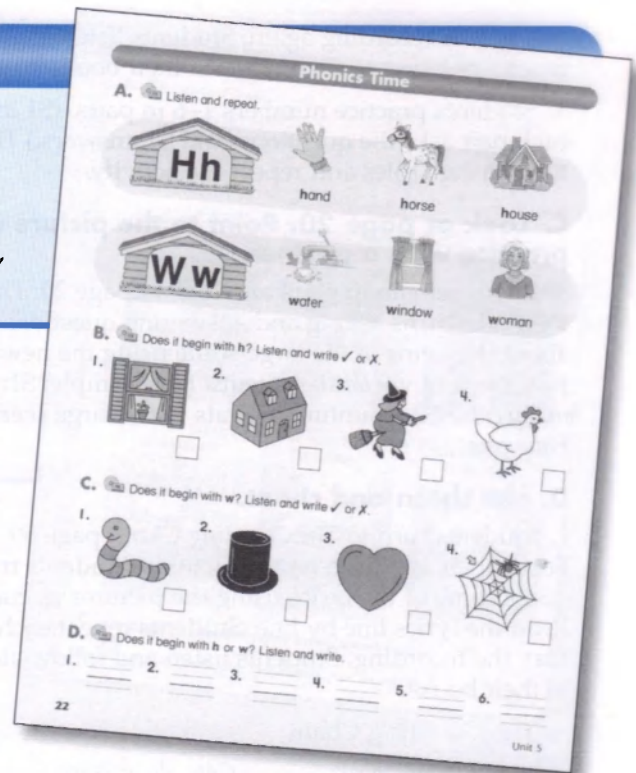 Phonics Time
A. Listen and repeat.
Hh
hand
horse
house
Ww
water
window
woman
B. Does it begin with h? Listen and write ✓ or X.
1. 2. 3. 4.
C. Does it begin with w? Listen and write ✓ or X.
1. 2. 3. 4.
D. Does it begin with h or w? Listen and write.
1. 2. 3. 4. 5. 6.
22
Unit 5